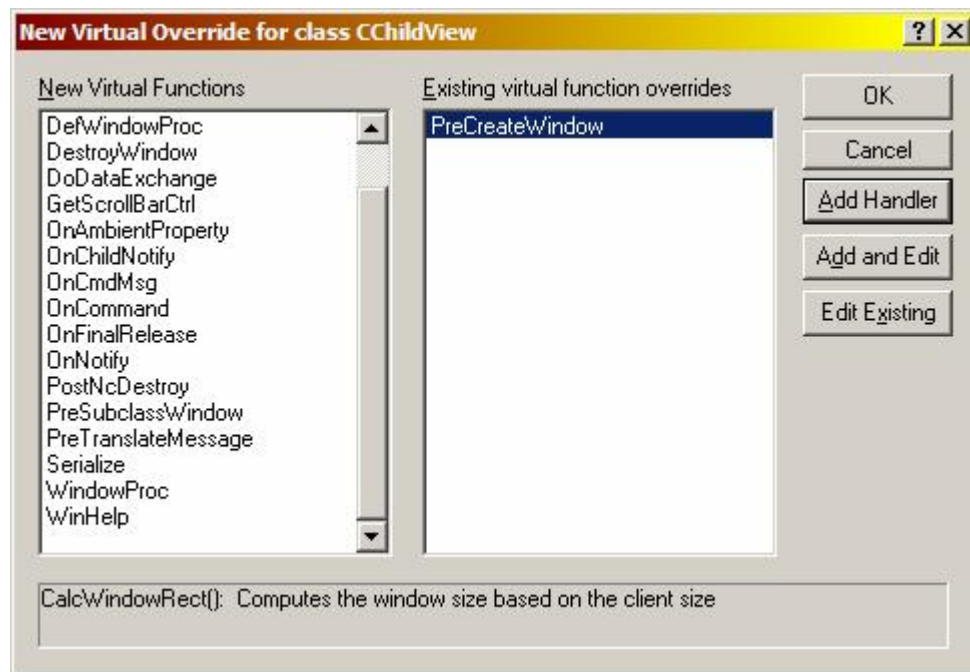 New Virtual Override for class CChildView
New Virtual Functions
DefWindowProc
DestroyWindow
DoDataExchange
GetScrollBarCtrl
OnAmbientProperty
OnChildNotify
OnCmdMsg
OnCommand
OnFinalRelease
OnNotify
PostNcDestroy
PreSubclassWindow
PreTranslateMessage
Serialize
WindowProc
WinHelp
Existing virtual function overrides
PreCreateWindow
OK
Cancel
Add Handler
Add and Edit
Edit Existing
CalcWindowRect(): Computes the window size based on the client size